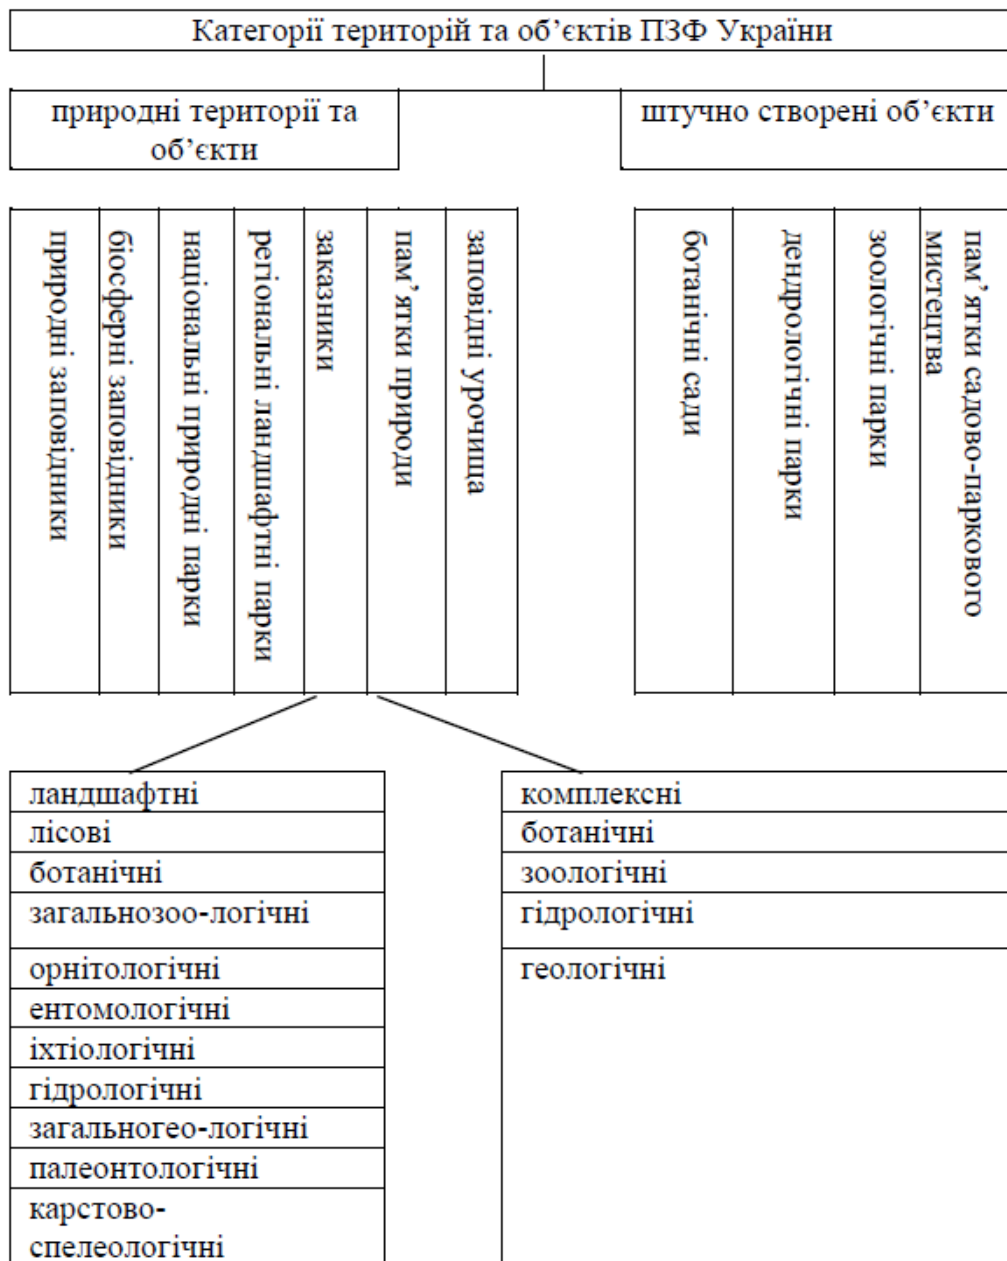 Категорії територій та об’єктів ПЗФ України
природні території та
об’єкти
штучно створені об’єкти
природні заповідники
біосферні заповідники
національні природні парки
регіональні ландшафтні парки
заказники
пам’ятки природи
заповідні урочища
ботанічні сади
дендрологічні парки
зоологічні парки
пам’ятки садово-паркового
мистецтва
ландшафтні
лісові
ботанічні
загальнозоо-логічні
орнітологічні
ентомологічні
іхтіологічні
гідрологічні
загальногео-логічні
палеонтологічні
карстово-
спелеологічні
комплексні
ботанічні
зоологічні
гідрологічні
геологічні